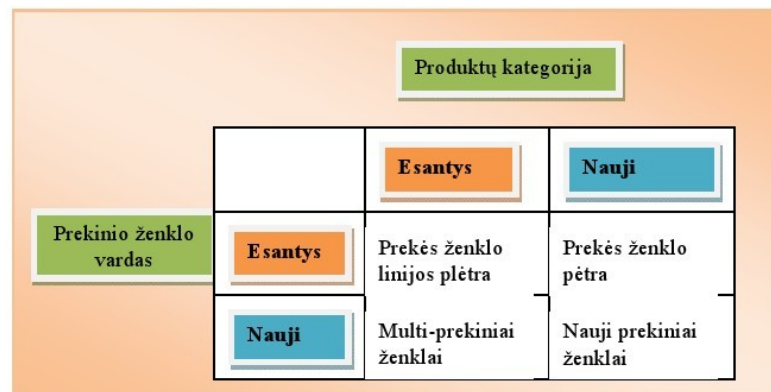 Produktų kategorija
Esantys
Nauji
Prekinio ženklo
vardas
Esantys
Prekės ženklo
linijos plėtra
Prekės ženklo
pėtra
Nauji
Multi-prekiniai
ženklai
Nauji prekiniai
ženklai